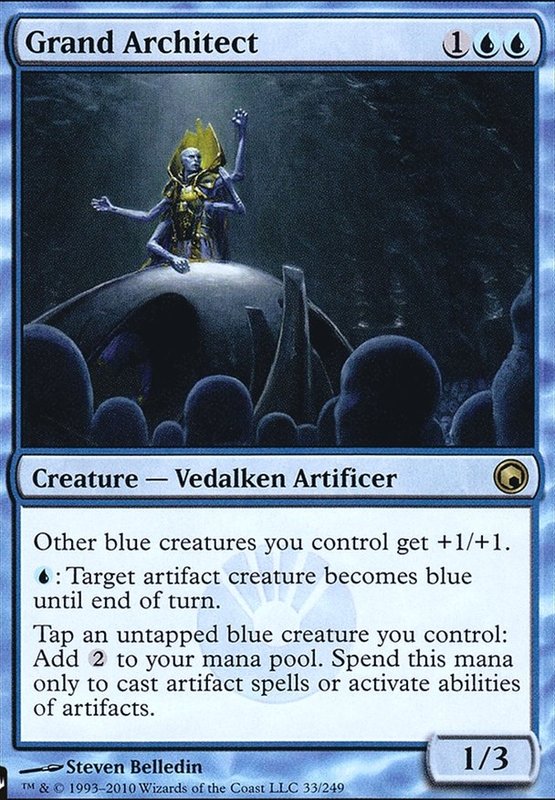 Grand Architect 1
Creature — Vedalken Artificer
Other blue creatures you control get +1/+1.
: Target artifact creature becomes blue
until end of turn.
Tap an untapped blue creature you control:
Add 2 to your mana pool. Spend this mana
only to cast artifact spells or activate abilities
of artifacts.
1/3
Steven Belledin
™ & © 1993–2010 Wizards of the Coast LLC 33/249